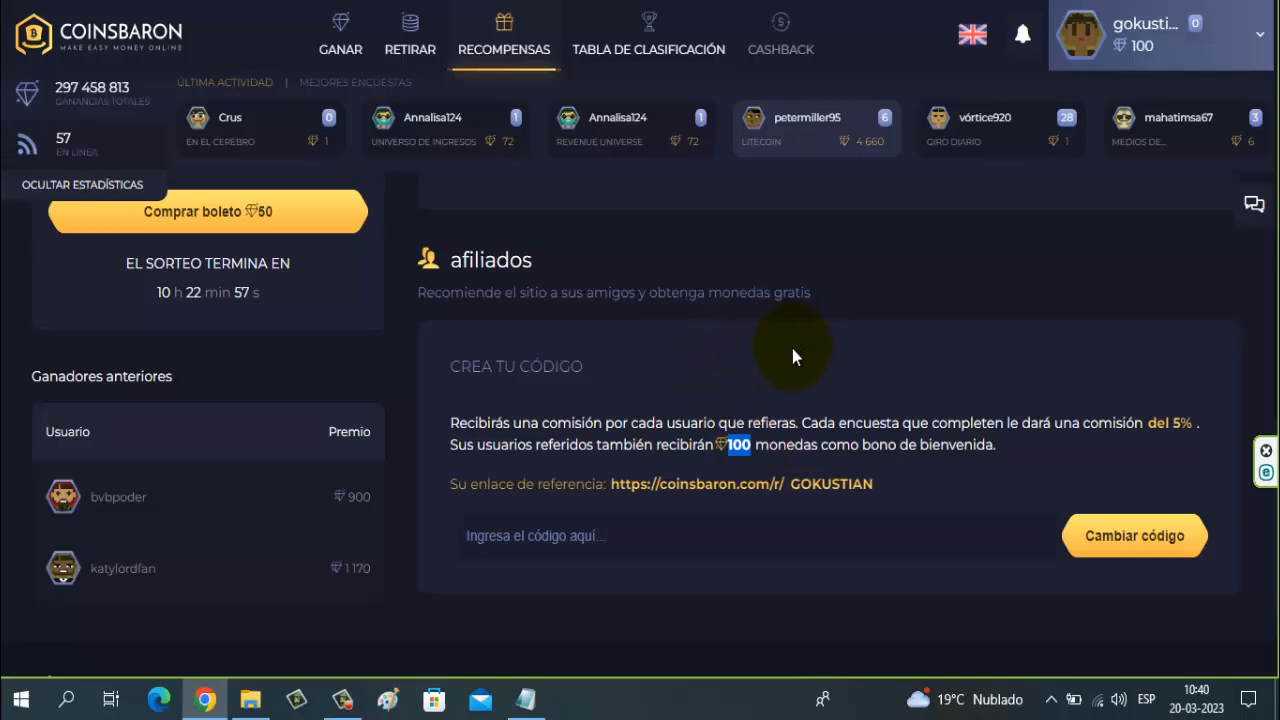 COINSBARON
MAKE EASY MONEY ONLINE
GANAR
RETIRAR
RECOMPENSAS
TABLA DE CLASIFICACIÓN
CASHBACK
gokusti... 0
100
297 458 813
GANANCIAS TOTALES
57
EN LÍNEA
OCULTAR ESTADÍSTICAS
ÚLTIMA ACTIVIDAD | MEJORES ENCUESTAS
Crus 0
EN EL CEREBRO 1
Annalisa124 1
UNIVERSO DE INGRESOS 72
Annalisa124 1
REVENUE UNIVERSE 72
petermiller95 6
LITECOIN 4 660
vórtice920 28
GIRO DIARIO 1
mahatimsa67 3
MEDIOS DE... 6
Comprar boleto 50
EL SORTEO TERMINA EN
10 h 22 min 57 s
Ganadores anteriores
Usuario Premio
bvbpoder 900
katylordfan 1 170
afiliados
Recomiende el sitio a sus amigos y obtenga monedas gratis
CREA TU CÓDIGO
Recibirás una comisión por cada usuario que refieras. Cada encuesta que completen le dará una comisión del 5% .
Sus usuarios referidos también recibirán 100 monedas como bono de bienvenida.
Su enlace de referencia: https://coinsbaron.com/r/ GOKUSTIAN
Ingresa el código aquí...
Cambiar código
19°C Nublado
ESP
10:40
20-03-2023